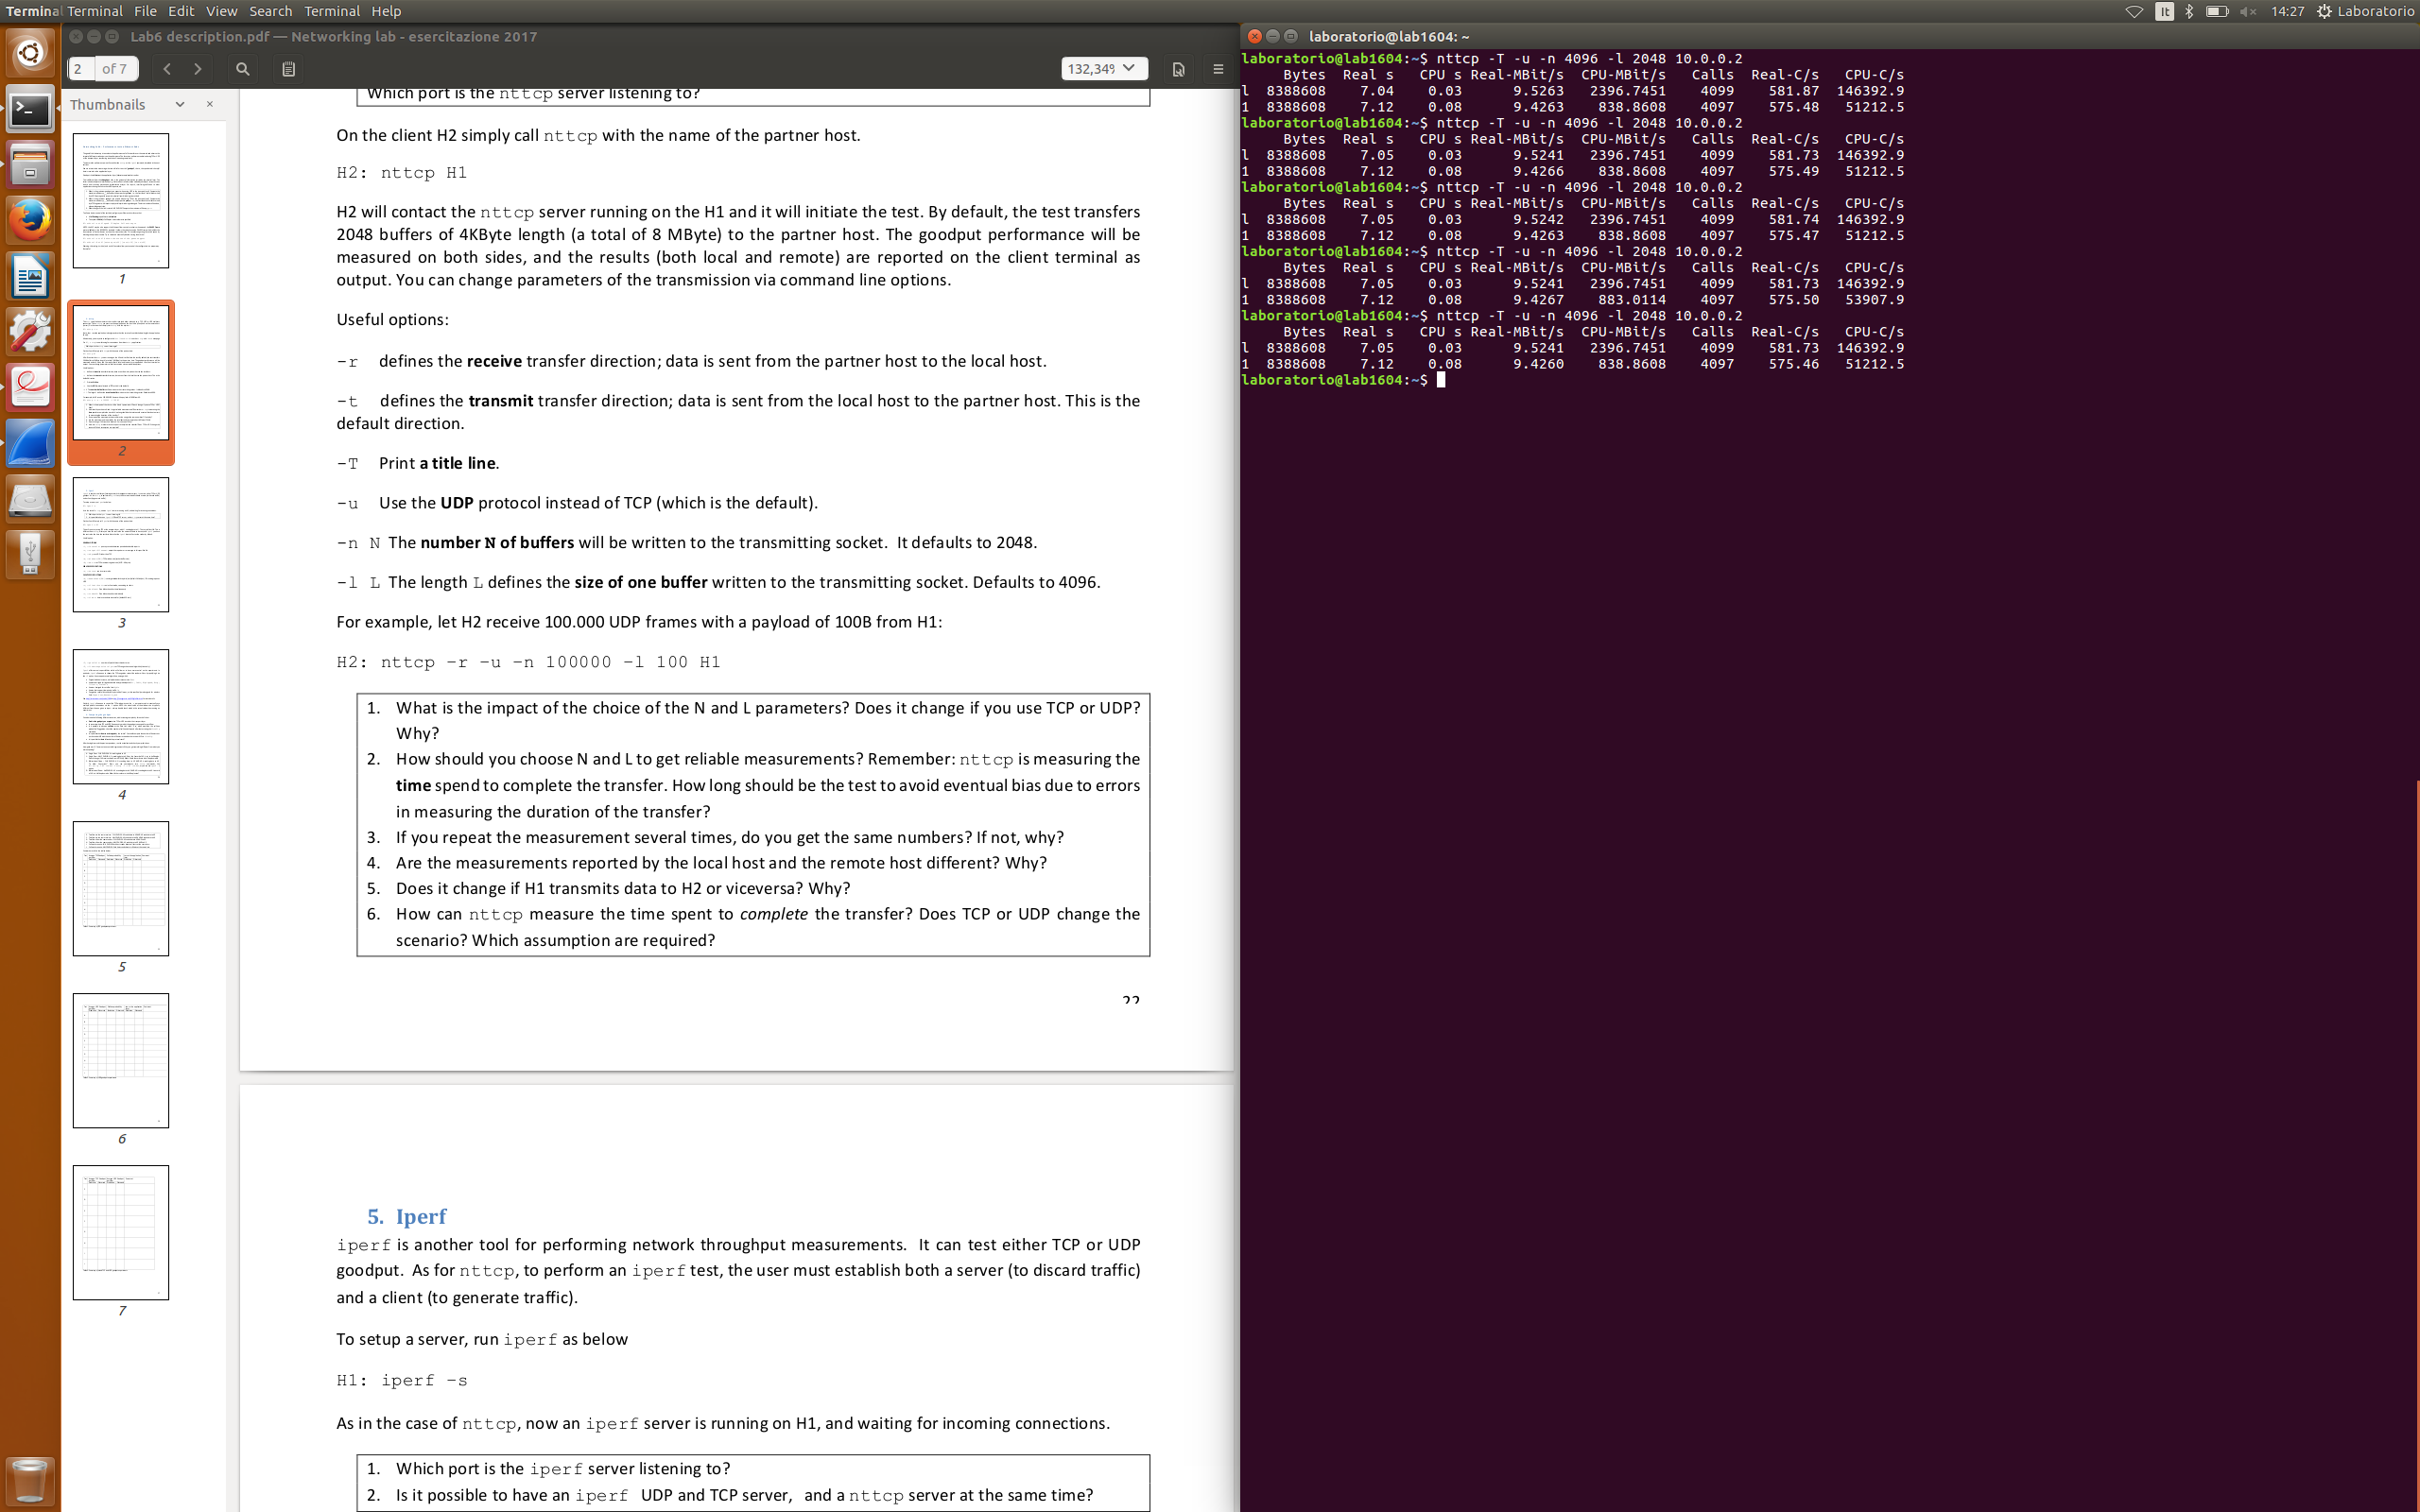 Terminal Terminal File Edit View Search Terminal Help
It 14:27 Laboratorio
Lab6 description.pdf — Networking lab - esercitazione 2017
2 of 7
132,34%
Thumbnails
1
2
3
4
5
6
7
Which port is the nttcp server listening to?
On the client H2 simply call nttcp with the name of the partner host.
H2: nttcp H1
H2 will contact the nttcp server running on the H1 and it will initiate the test. By default, the test transfers
2048 buffers of 4KByte length (a total of 8 MByte) to the partner host. The goodput performance will be
measured on both sides, and the results (both local and remote) are reported on the client terminal as
output. You can change parameters of the transmission via command line options.
Useful options:
-r defines the receive transfer direction; data is sent from the partner host to the local host.
-t defines the transmit transfer direction; data is sent from the local host to the partner host. This is the
default direction.
-T Print a title line.
-u Use the UDP protocol instead of TCP (which is the default).
-n N The number N of buffers will be written to the transmitting socket. It defaults to 2048.
-l L The length L defines the size of one buffer written to the transmitting socket. Defaults to 4096.
For example, let H2 receive 100.000 UDP frames with a payload of 100B from H1:
H2: nttcp -r -u -n 100000 -l 100 H1
1. What is the impact of the choice of the N and L parameters? Does it change if you use TCP or UDP?
Why?
2. How should you choose N and L to get reliable measurements? Remember: nttcp is measuring the
time spend to complete the transfer. How long should be the test to avoid eventual bias due to errors
in measuring the duration of the transfer?
3. If you repeat the measurement several times, do you get the same numbers? If not, why?
4. Are the measurements reported by the local host and the remote host different? Why?
5. Does it change if H1 transmits data to H2 or viceversa? Why?
6. How can nttcp measure the time spent to complete the transfer? Does TCP or UDP change the
scenario? Which assumption are required?
22
5. Iperf
iperf is another tool for performing network throughput measurements. It can test either TCP or UDP
goodput. As for nttcp, to perform an iperf test, the user must establish both a server (to discard traffic)
and a client (to generate traffic).
To setup a server, run iperf as below
H1: iperf -s
As in the case of nttcp, now an iperf server is running on H1, and waiting for incoming connections.
1. Which port is the iperf server listening to?
2. Is it possible to have an iperf UDP and TCP server, and a nttcp server at the same time?
laboratorio@lab1604: ~
laboratorio@lab1604:~$ nttcp -T -u -n 4096 -l 2048 10.0.0.2
Bytes Real s CPU s Real-MBit/s CPU-MBit/s Calls Real-C/s CPU-C/s
l 8388608 7.04 0.03 9.5263 2396.7451 4099 581.87 146392.9
1 8388608 7.12 0.08 9.4263 838.8608 4097 575.48 51212.5
laboratorio@lab1604:~$ nttcp -T -u -n 4096 -l 2048 10.0.0.2
Bytes Real s CPU s Real-MBit/s CPU-MBit/s Calls Real-C/s CPU-C/s
l 8388608 7.05 0.03 9.5241 2396.7451 4099 581.73 146392.9
1 8388608 7.12 0.08 9.4266 838.8608 4097 575.49 51212.5
laboratorio@lab1604:~$ nttcp -T -u -n 4096 -l 2048 10.0.0.2
Bytes Real s CPU s Real-MBit/s CPU-MBit/s Calls Real-C/s CPU-C/s
l 8388608 7.05 0.03 9.5242 2396.7451 4099 581.74 146392.9
1 8388608 7.12 0.08 9.4263 838.8608 4097 575.47 51212.5
laboratorio@lab1604:~$ nttcp -T -u -n 4096 -l 2048 10.0.0.2
Bytes Real s CPU s Real-MBit/s CPU-MBit/s Calls Real-C/s CPU-C/s
l 8388608 7.05 0.03 9.5241 2396.7451 4099 581.73 146392.9
1 8388608 7.12 0.08 9.4267 883.0114 4097 575.50 53907.9
laboratorio@lab1604:~$ nttcp -T -u -n 4096 -l 2048 10.0.0.2
Bytes Real s CPU s Real-MBit/s CPU-MBit/s Calls Real-C/s CPU-C/s
l 8388608 7.05 0.03 9.5241 2396.7451 4099 581.73 146392.9
1 8388608 7.12 0.08 9.4260 838.8608 4097 575.46 51212.5
laboratorio@lab1604:~$